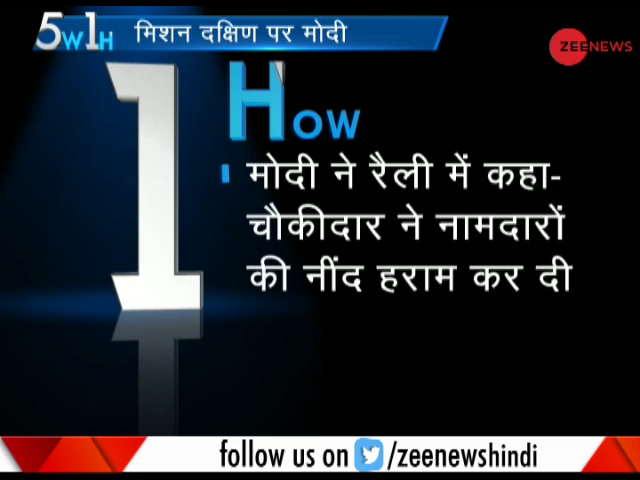 5W1H मिशन दक्षिण पर मोदी
ZEENEWS
1
How
मोदी ने रैली में कहा-
चौकीदार ने नामदारों
की नींद हराम कर दी
follow us on /zeenewshindi